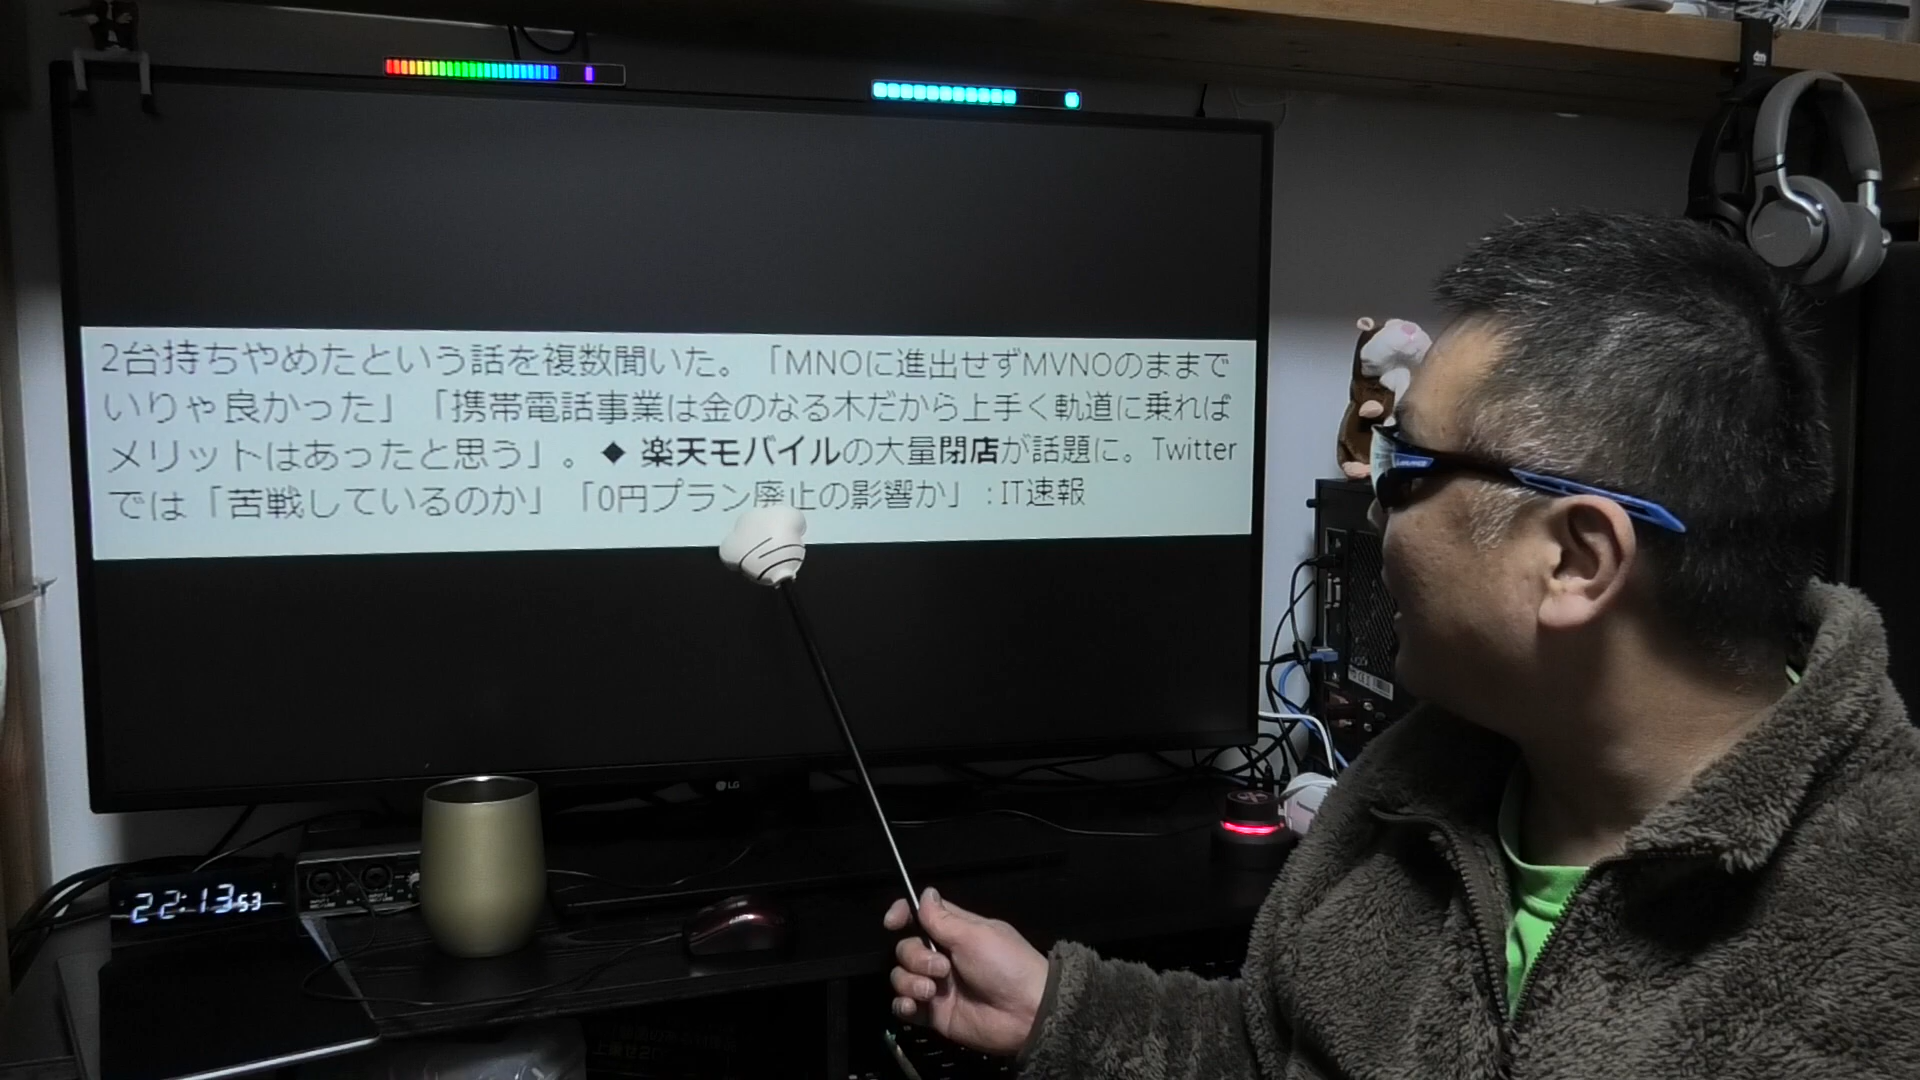 2台持ちやめたという話を複数聞いた。「MNOに進出せずMVNOのままで
いりゃ良かった」「携帯電話事業は金のなる木だから上手く軌道に乗れば
メリットはあったと思う」。◆ 楽天モバイルの大量閉店が話題に。Twitter
では「苦戦しているのか」「0円プラン廃止の影響か」 : IT速報
LG
22:13 53